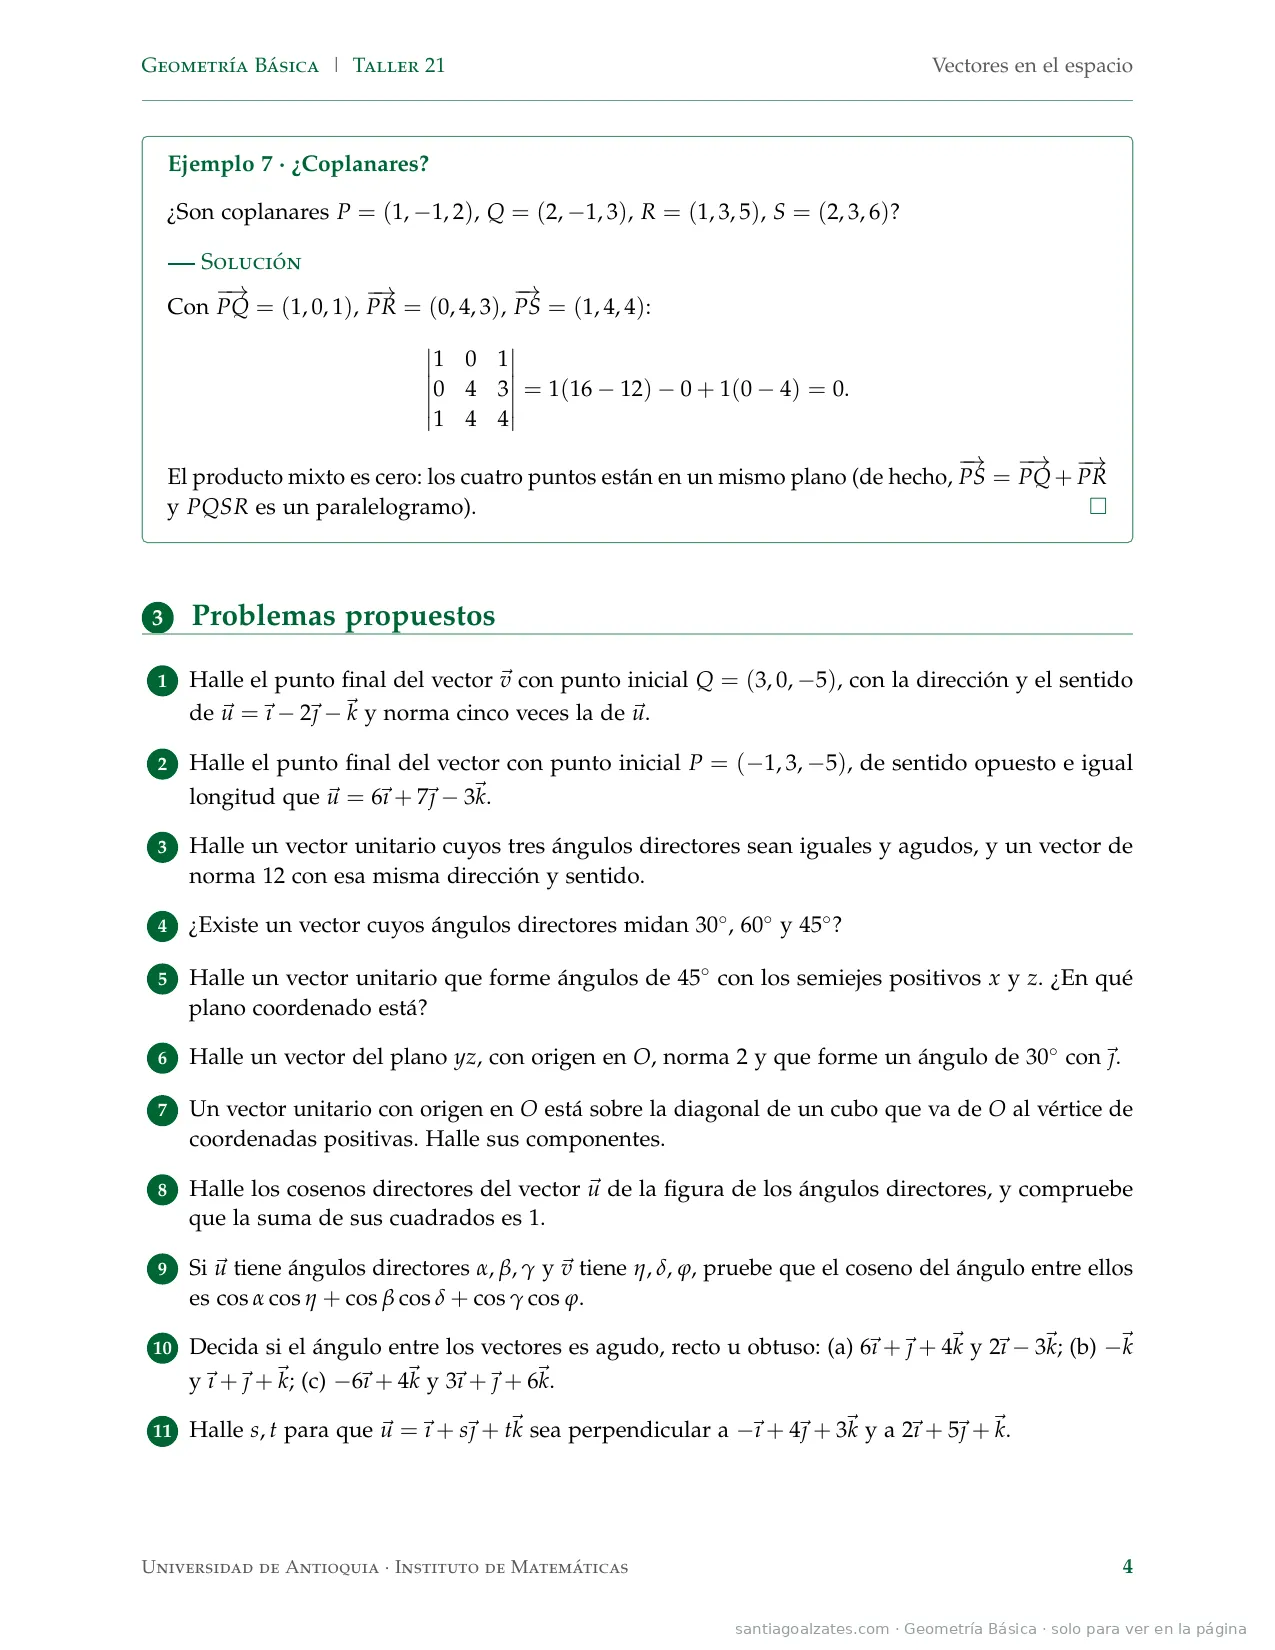 Geometría Básica | Taller 21
Vectores en el espacio
Ejemplo 7 · ¿Coplanares?
¿Son coplanares P = (1, −1, 2), Q = (2, −1, 3), R = (1, 3, 5), S = (2, 3, 6)?
— Solución
Con →PQ = (1, 0, 1), →PR = (0, 4, 3), →PS = (1, 4, 4):
|1 0 1|
|0 4 3| = 1(16 − 12) − 0 + 1(0 − 4) = 0.
|1 4 4|
El producto mixto es cero: los cuatro puntos están en un mismo plano (de hecho, →PS = →PQ + →PR
y PQSR es un paralelogramo). □
3 Problemas propuestos
1 Halle el punto final del vector v⃗ con punto inicial Q = (3, 0, −5), con la dirección y el sentido
de u⃗ = ı⃗ − 2ȷ⃗ − k⃗ y norma cinco veces la de u⃗.
2 Halle el punto final del vector con punto inicial P = (−1, 3, −5), de sentido opuesto e igual
longitud que u⃗ = 6ı⃗ + 7ȷ⃗ − 3k⃗.
3 Halle un vector unitario cuyos tres ángulos directores sean iguales y agudos, y un vector de
norma 12 con esa misma dirección y sentido.
4 ¿Existe un vector cuyos ángulos directores midan 30°, 60° y 45°?
5 Halle un vector unitario que forme ángulos de 45° con los semiejes positivos x y z. ¿En qué
plano coordenado está?
6 Halle un vector del plano yz, con origen en O, norma 2 y que forme un ángulo de 30° con ȷ⃗.
7 Un vector unitario con origen en O está sobre la diagonal de un cubo que va de O al vértice de
coordenadas positivas. Halle sus componentes.
8 Halle los cosenos directores del vector u⃗ de la figura de los ángulos directores, y compruebe
que la suma de sus cuadrados es 1.
9 Si u⃗ tiene ángulos directores α, β, γ y v⃗ tiene η, δ, φ, pruebe que el coseno del ángulo entre ellos
es cos α cos η + cos β cos δ + cos γ cos φ.
10 Decida si el ángulo entre los vectores es agudo, recto u obtuso: (a) 6ı⃗ + ȷ⃗ + 4k⃗ y 2ı⃗ − 3k⃗; (b) −k⃗
y ı⃗ + ȷ⃗ + k⃗; (c) −6ı⃗ + 4k⃗ y 3ı⃗ + ȷ⃗ + 6k⃗.
11 Halle s, t para que u⃗ = ı⃗ + sȷ⃗ + tk⃗ sea perpendicular a −ı⃗ + 4ȷ⃗ + 3k⃗ y a 2ı⃗ + 5ȷ⃗ + k⃗.
Universidad de Antioquia · Instituto de Matemáticas
4
santiagoalzates.com · Geometría Básica · solo para ver en la página